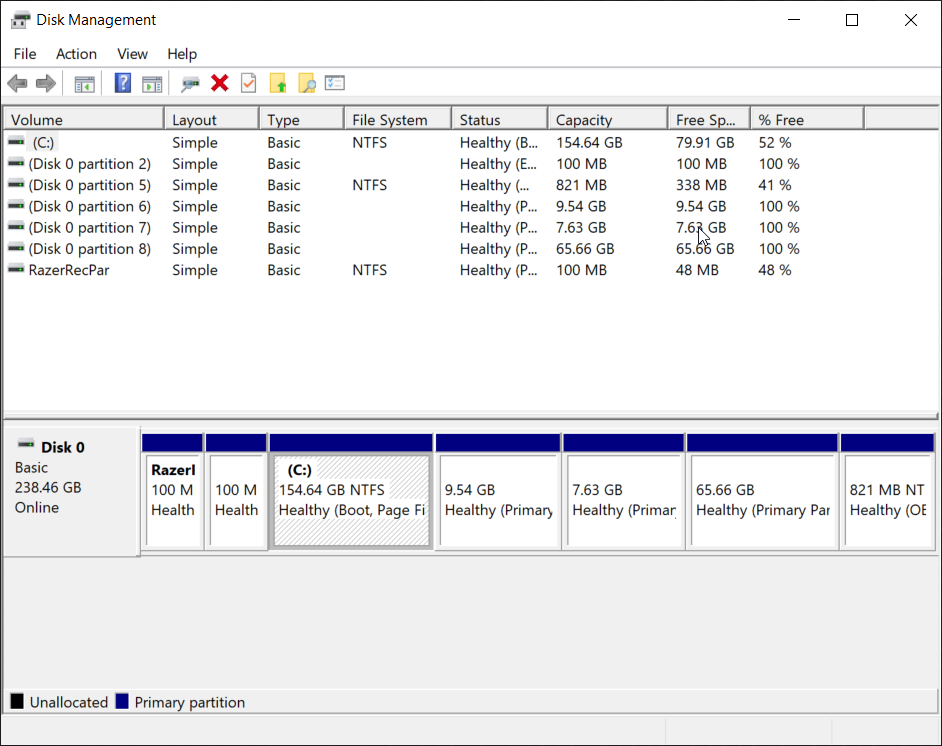 Disk Management
File Action View Help
Volume Layout Type File System Status Capacity Free Sp... % Free
(C:) Simple Basic NTFS Healthy (B... 154.64 GB 79.91 GB 52 %
(Disk 0 partition 2) Simple Basic Healthy (E... 100 MB 100 MB 100 %
(Disk 0 partition 5) Simple Basic NTFS Healthy (... 821 MB 338 MB 41 %
(Disk 0 partition 6) Simple Basic Healthy (P... 9.54 GB 9.54 GB 100 %
(Disk 0 partition 7) Simple Basic Healthy (P... 7.63 GB 7.63 GB 100 %
(Disk 0 partition 8) Simple Basic Healthy (P... 65.66 GB 65.66 GB 100 %
RazerRecPar Simple Basic NTFS Healthy (P... 100 MB 48 MB 48 %
Disk 0
Basic
238.46 GB
Online
RazerI
100 M
Health
100 M
Health
(C:)
154.64 GB NTFS
Healthy (Boot, Page Fi
9.54 GB
Healthy (Primary
7.63 GB
Healthy (Primar
65.66 GB
Healthy (Primary Par
821 MB NT
Healthy (OE
Unallocated Primary partition